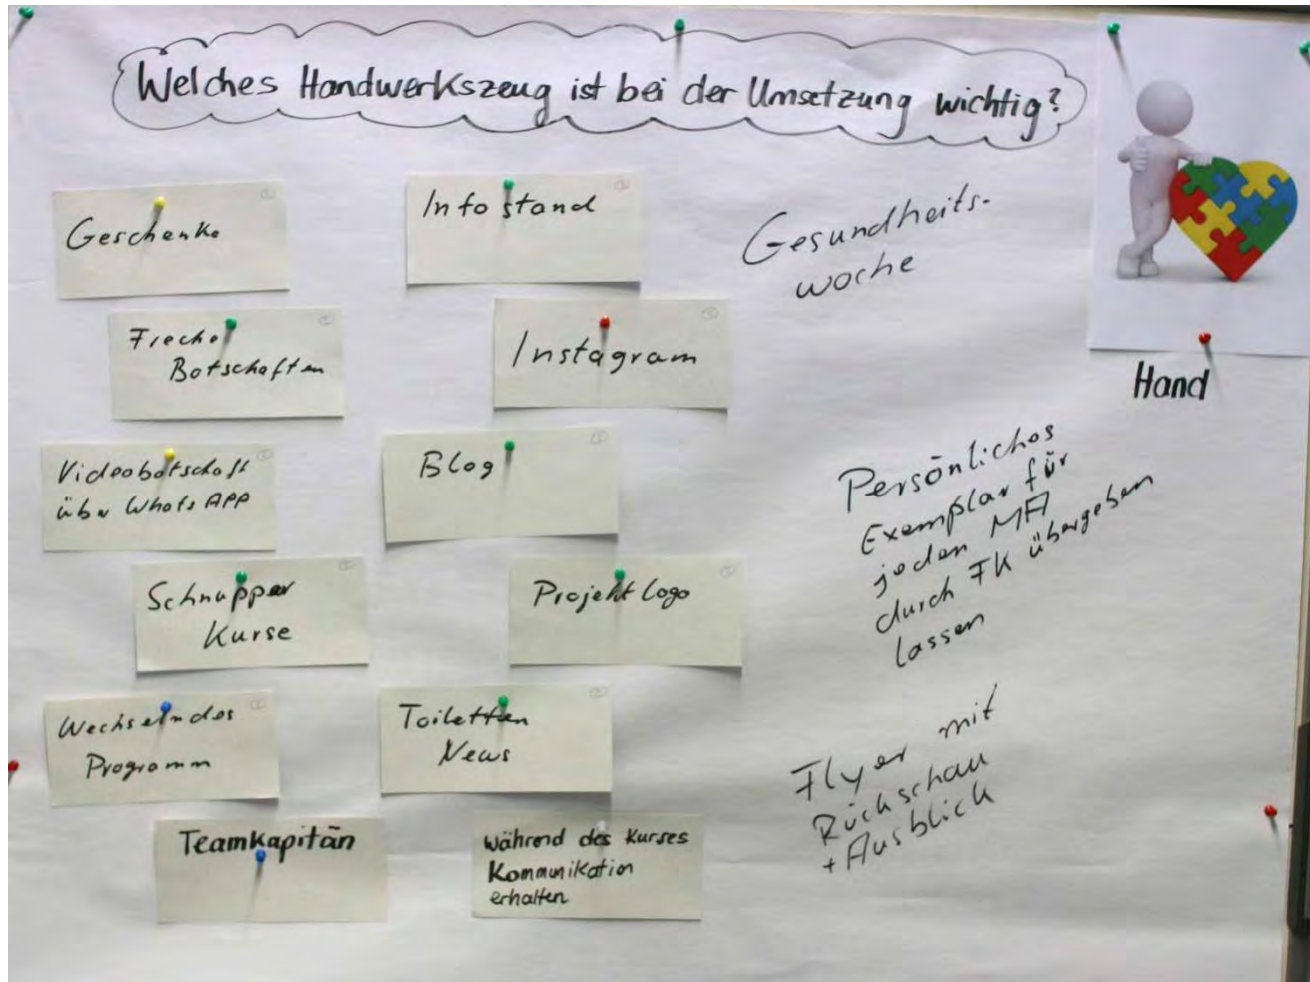 Welches Handwerkszeug ist bei der Umsetzung wichtig?
Geschenke
Info stand
Gesundheits-
woche
Freche
Botschaften
Instagram
Hand
Videobotschaft
über Whats APP
Blog
Persönliches
Exemplar für
jeden MA
durch FK übergeben
lassen
Schnupper
Kurse
Projekt logo
Wechselndes
Programm
Toiletten
News
Flyer mit
Rückschau
+ Ausblick
Teamkapitän
während des Kurses
Kommunikation
erhalten